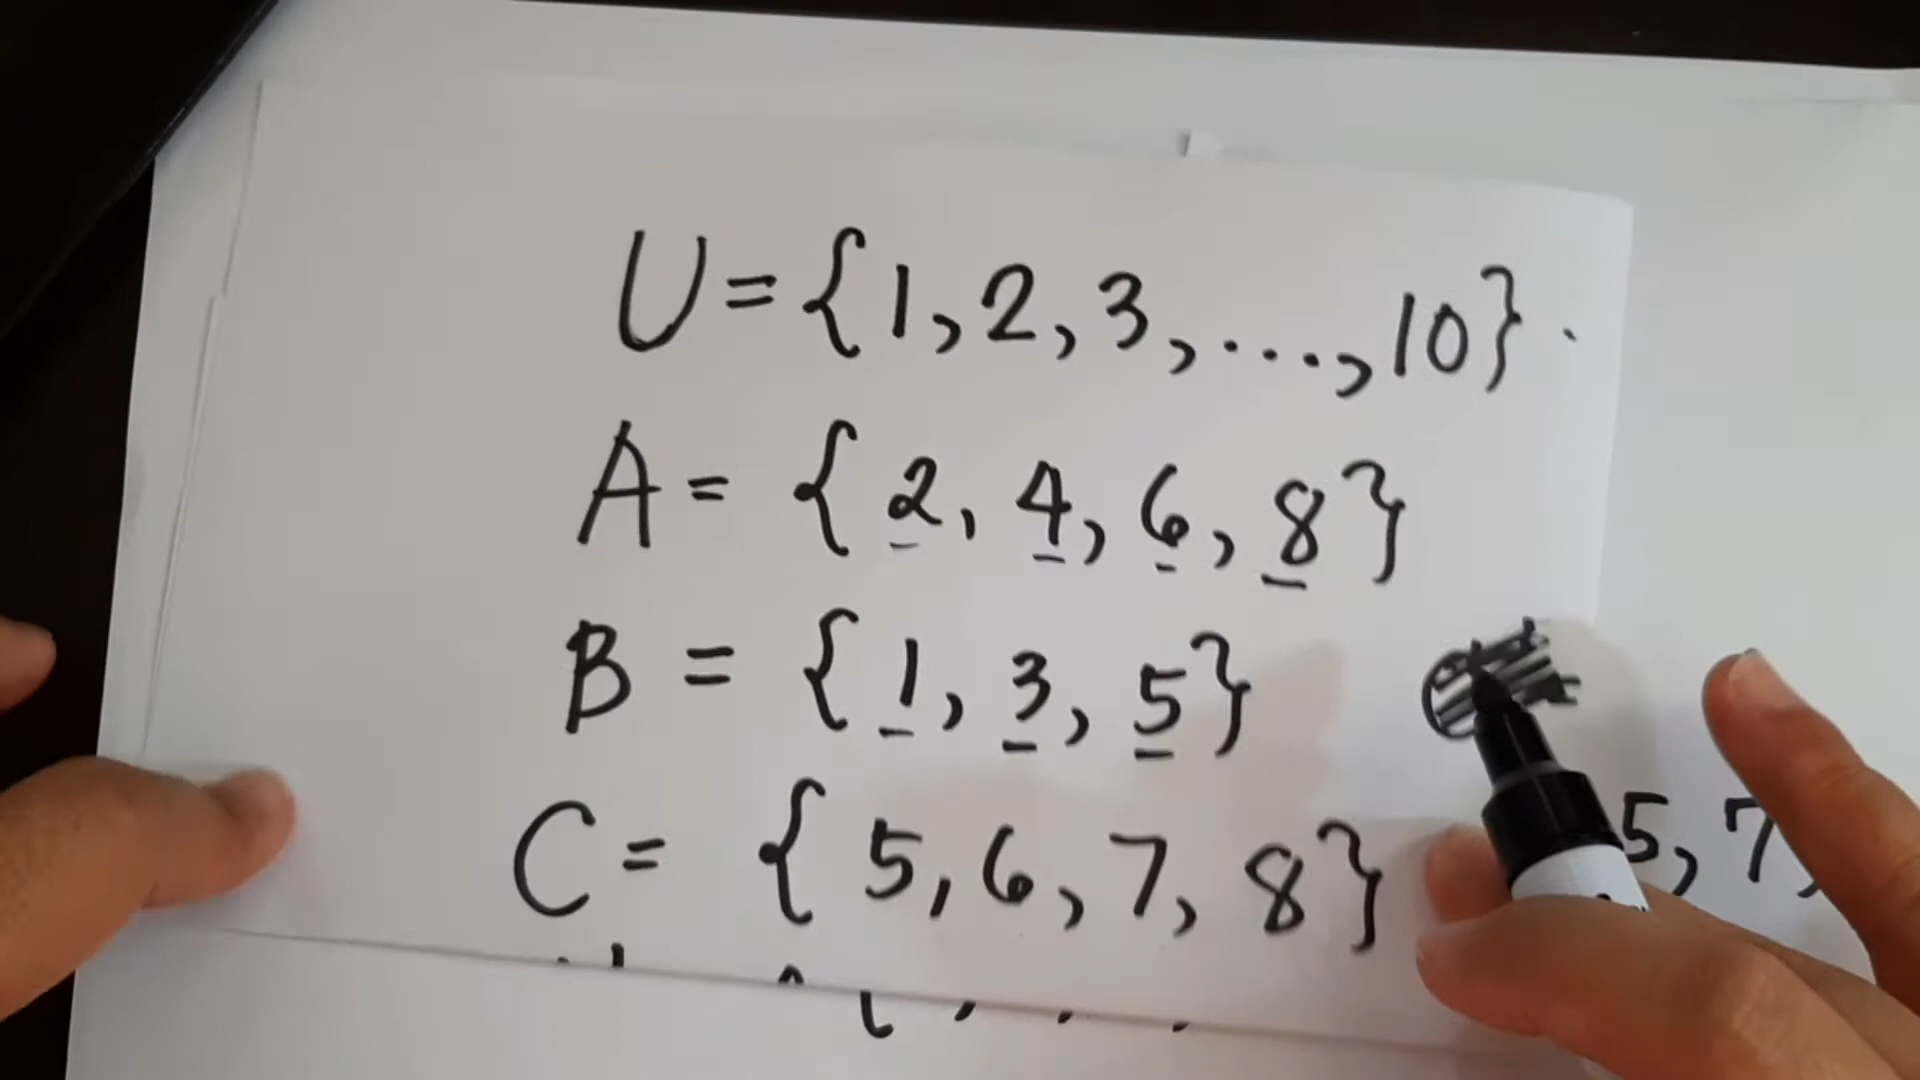 U = {1, 2, 3, ..., 10}.
A = {2, 4, 6, 8}
B = {1, 3, 5}
C = {5, 6, 7, 8}
5, 7,